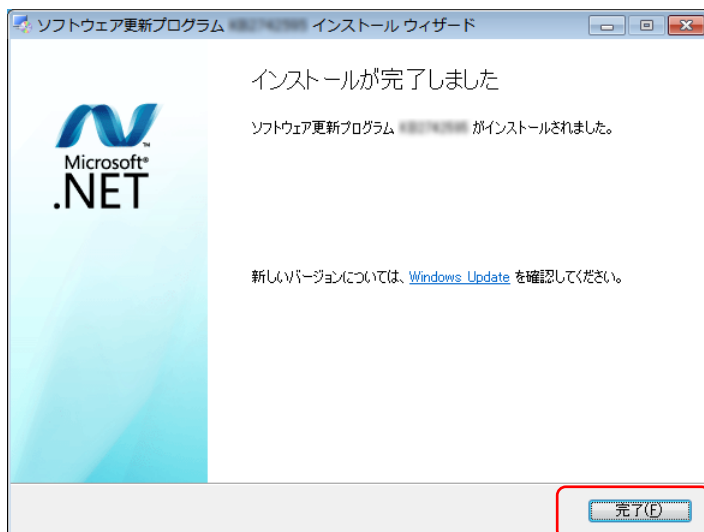 ソフトウェア更新プログラム インストール ウィザード
インストールが完了しました
ソフトウェア更新プログラム がインストールされました。
Microsoft®
.NET
新しいバージョンについては、Windows Update を確認してください。
完了(F)